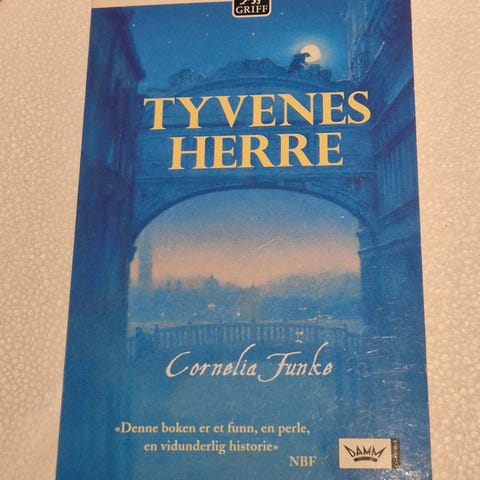 GRIFF
TYVENES
HERRE
Cornelia Funke
«Denne boken er et funn, en perle,
en vidunderlig historie»
NBF
DAMM